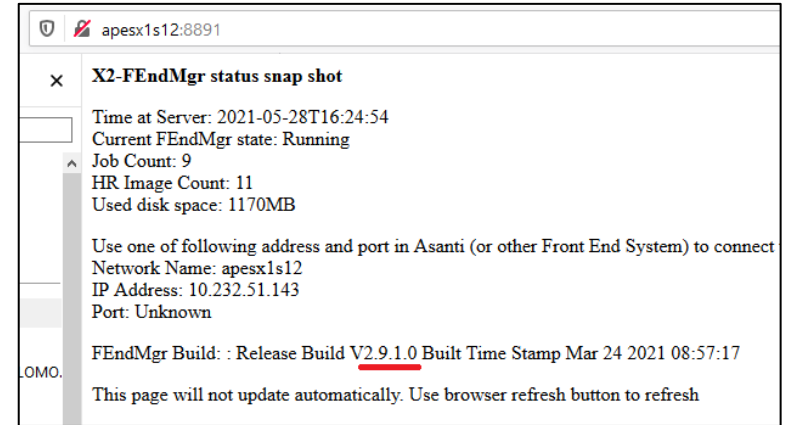 apesx1s12:8891
X2-FEndMgr status snap shot
Time at Server: 2021-05-28T16:24:54
Current FEndMgr state: Running
Job Count: 9
HR Image Count: 11
Used disk space: 1170MB
Use one of following address and port in Asanti (or other Front End System) to connect
Network Name: apesx1s12
IP Address: 10.232.51.143
Port: Unknown
FEndMgr Build: : Release Build V2.9.1.0 Built Time Stamp Mar 24 2021 08:57:17
LOMO.
This page will not update automatically. Use browser refresh button to refresh